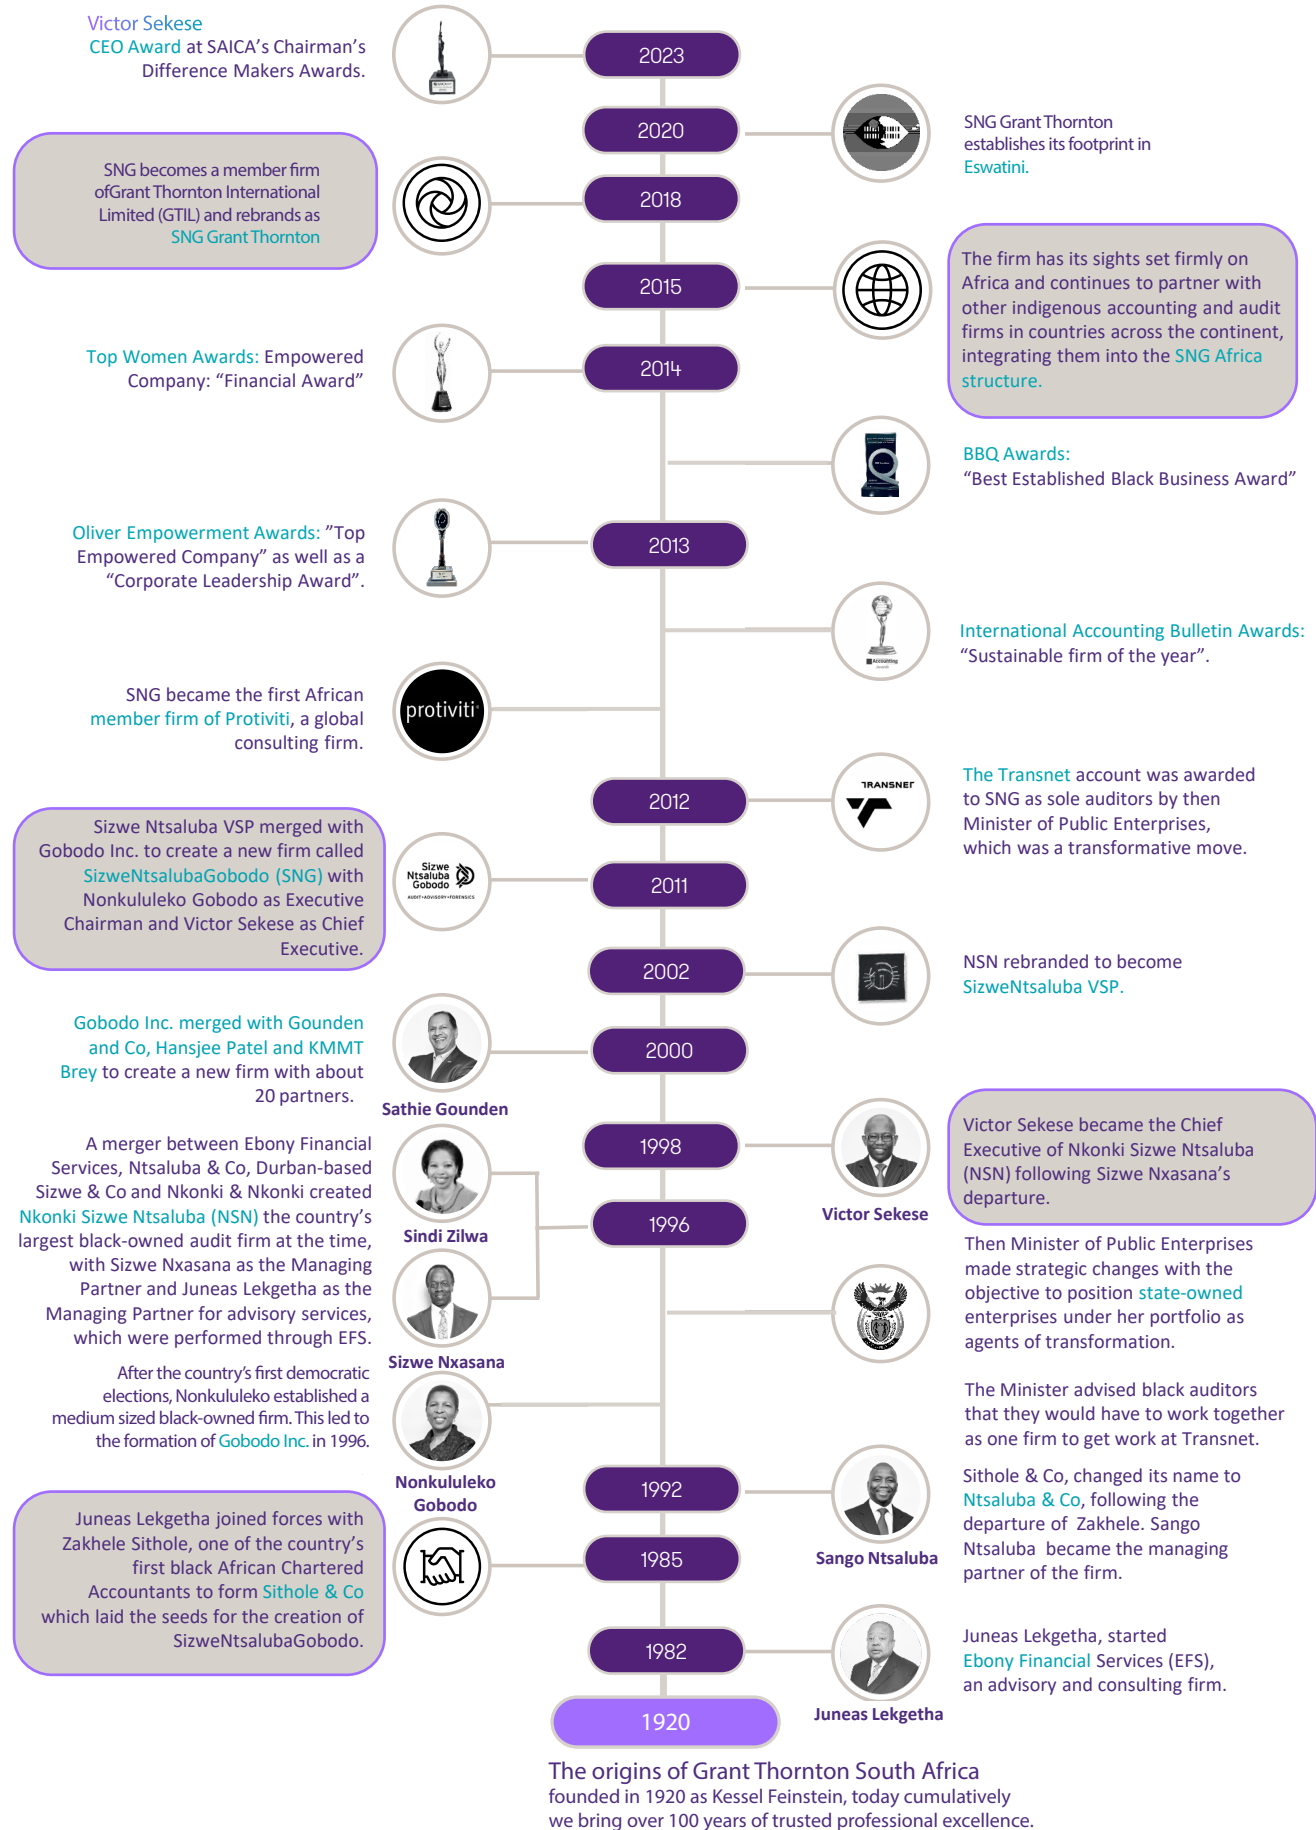 Victor Sekese
CEO Award at SAICA’s Chairman’s
Difference Makers Awards.
2023
2020
SNG Grant Thornton
establishes its footprint in
Eswatini.
SNG becomes a member firm
ofGrant Thornton International
Limited (GTIL) and rebrands as
SNG Grant Thornton
2018
2015
The firm has its sights set firmly on
Africa and continues to partner with
other indigenous accounting and audit
firms in countries across the continent,
integrating them into the SNG Africa
structure.
Top Women Awards: Empowered
Company: “Financial Award”
2014
BBQ Awards:
“Best Established Black Business Award”
Oliver Empowerment Awards: ”Top
Empowered Company” as well as a
“Corporate Leadership Award”.
2013
Accounting
International Accounting Bulletin Awards:
“Sustainable firm of the year”.
SNG became the first African
member firm of Protiviti, a global
consulting firm.
protiviti
2012
TRANSNET
The Transnet account was awarded
to SNG as sole auditors by then
Minister of Public Enterprises,
which was a transformative move.
Sizwe Ntsaluba VSP merged with
Gobodo Inc. to create a new firm called
SizweNtsalubaGobodo (SNG) with
Nonkululeko Gobodo as Executive
Chairman and Victor Sekese as Chief
Executive.
Sizwe
Ntsaluba
Gobodo
AUDIT•ADVISORY•FORENSICS
2011
2002
NSN rebranded to become
SizweNtsaluba VSP.
Gobodo Inc. merged with Gounden
and Co, Hansjee Patel and KMMT
Brey to create a new firm with about
20 partners.
Sathie Gounden
2000
1998
Victor Sekese
Victor Sekese became the Chief
Executive of Nkonki Sizwe Ntsaluba
(NSN) following Sizwe Nxasana’s
departure.
A merger between Ebony Financial
Services, Ntsaluba & Co, Durban-based
Sizwe & Co and Nkonki & Nkonki created
Nkonki Sizwe Ntsaluba (NSN) the country’s
largest black-owned audit firm at the time,
with Sizwe Nxasana as the Managing
Partner and Juneas Lekgetha as the
Managing Partner for advisory services,
which were performed through EFS.
Sindi Zilwa
Sizwe Nxasana
1996
Then Minister of Public Enterprises
made strategic changes with the
objective to position state-owned
enterprises under her portfolio as
agents of transformation.
The Minister advised black auditors
that they would have to work together
as one firm to get work at Transnet.
After the country’s first democratic
elections, Nonkululeko established a
medium sized black-owned firm. This led to
the formation of Gobodo Inc. in 1996.
Nonkululeko
Gobodo
1992
Sango Ntsaluba
Sithole & Co, changed its name to
Ntsaluba & Co, following the
departure of Zakhele. Sango
Ntsaluba became the managing
partner of the firm.
Juneas Lekgetha joined forces with
Zakhele Sithole, one of the country’s
first black African Chartered
Accountants to form Sithole & Co
which laid the seeds for the creation of
SizweNtsalubaGobodo.
1985
1982
Juneas Lekgetha
Juneas Lekgetha, started
Ebony Financial Services (EFS),
an advisory and consulting firm.
1920
The origins of Grant Thornton South Africa
founded in 1920 as Kessel Feinstein, today cumulatively
we bring over 100 years of trusted professional excellence.